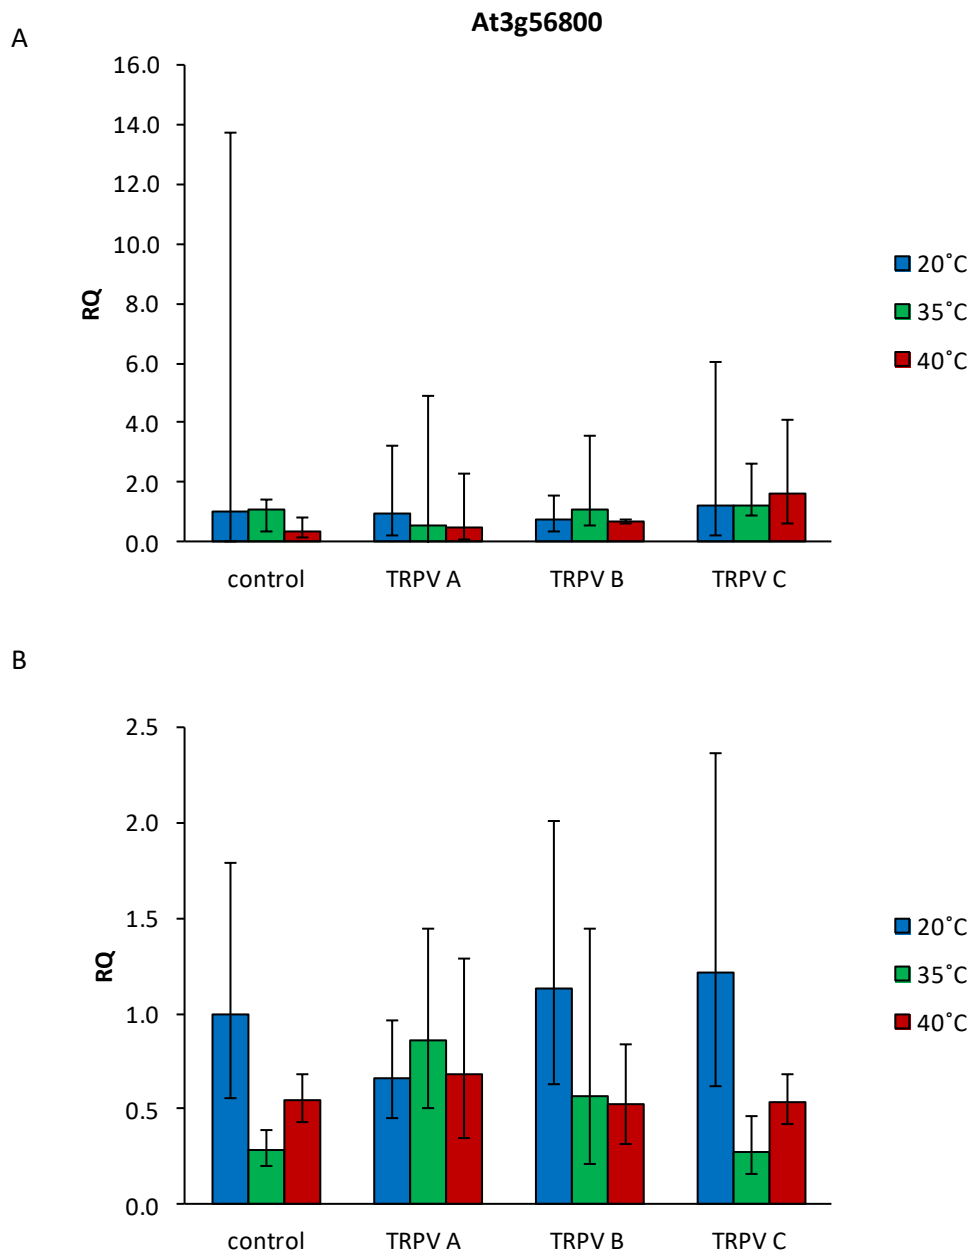 At3g56800
A
16.0
14.0
12.0
10.0
8.0
6.0
4.0
2.0
0.0
RQ
control TRPV A TRPV B TRPV C
20˚C
35˚C
40˚C
B
2.5
2.0
1.5
1.0
0.5
0.0
RQ
control TRPV A TRPV B TRPV C
20˚C
35˚C
40˚C